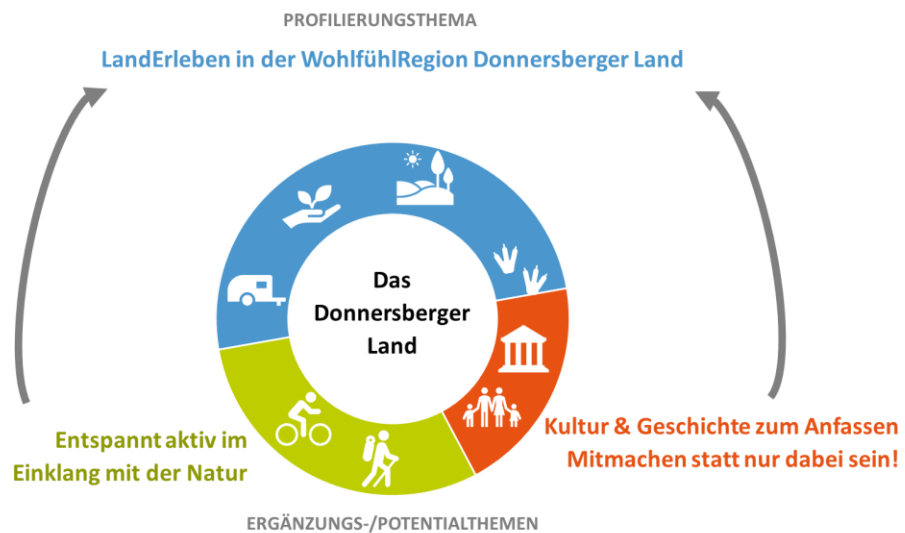 PROFILIERUNGSTHEMA
LandErleben in der WohlfühlRegion Donnersberger Land
Das
Donnersberger
Land
Entspannt aktiv im
Einklang mit der Natur
Kultur & Geschichte zum Anfassen
Mitmachen statt nur dabei sein!
ERGÄNZUNGS-/POTENTIALTHEMEN